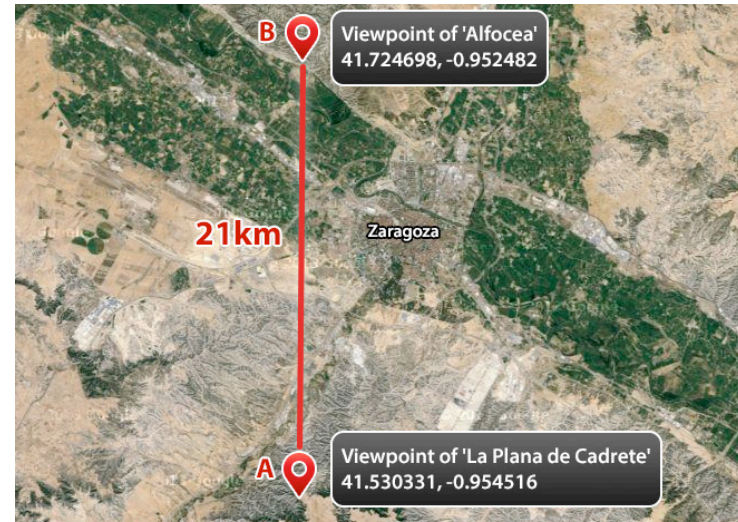 B
Viewpoint of 'Alfocea'
41.724698, -0.952482
21km
Zaragoza
A
Viewpoint of 'La Plana de Cadrete'
41.530331, -0.954516